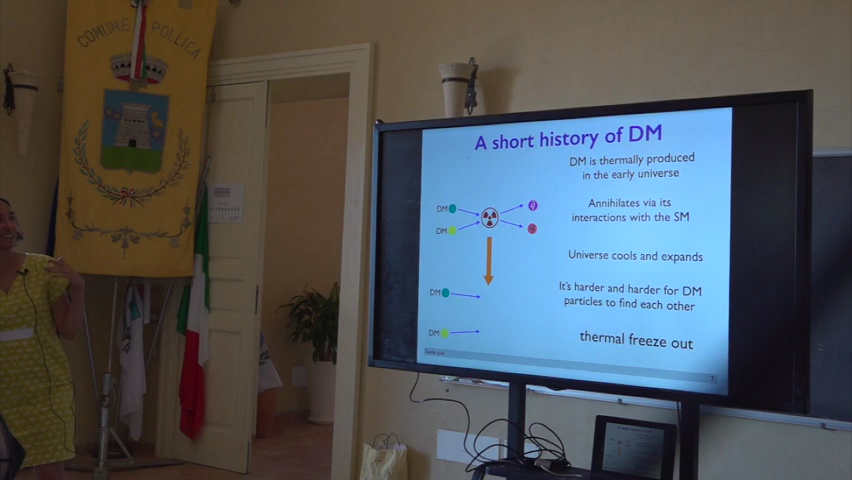 COMUNE POLLICA
A short history of DM
DM is thermally produced
in the early universe
DM
Annihilates via its
interactions with the SM
DM
Universe cools and expands
DM
It's harder and harder for DM
particles to find each other
DM
thermal freeze out